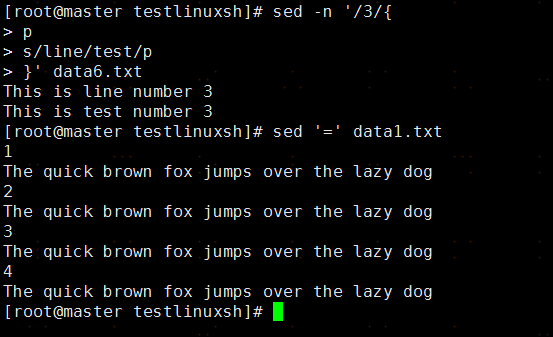 [root@master testlinuxsh]# sed -n '/3/{
> p
> s/line/test/p
> }' data6.txt
This is line number 3
This is test number 3
[root@master testlinuxsh]# sed '=' data1.txt
1
The quick brown fox jumps over the lazy dog
2
The quick brown fox jumps over the lazy dog
3
The quick brown fox jumps over the lazy dog
4
The quick brown fox jumps over the lazy dog
[root@master testlinuxsh]#